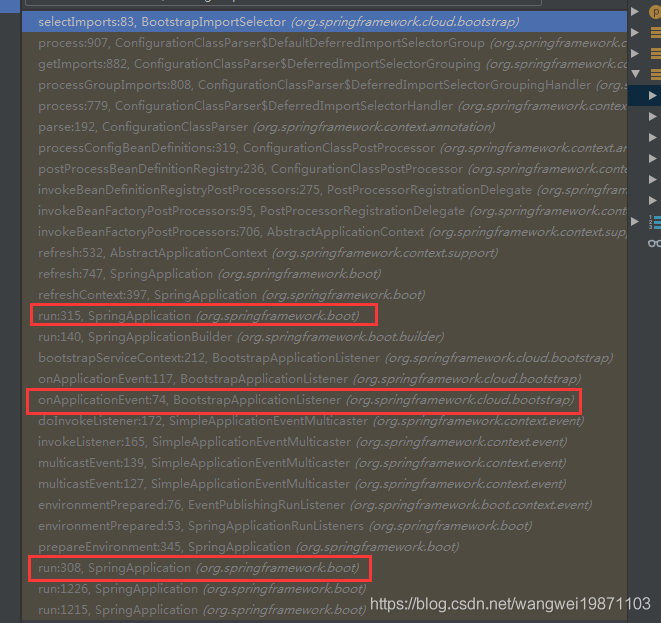 selectImports:83, BootstrapImportSelector (org.springframework.cloud.bootstrap)
process:907, ConfigurationClassParser$DefaultDeferredImportSelectorGroup (org.springframework.c
getImports:882, ConfigurationClassParser$DeferredImportSelectorGrouping (org.springframework.co
processGroupImports:808, ConfigurationClassParser$DeferredImportSelectorGroupingHandler (org.sp
process:779, ConfigurationClassParser$DeferredImportSelectorHandler (org.springframework.contex
parse:192, ConfigurationClassParser (org.springframework.context.annotation)
processConfigBeanDefinitions:319, ConfigurationClassPostProcessor (org.springframework.context.an
postProcessBeanDefinitionRegistry:236, ConfigurationClassPostProcessor (org.springframework.conte
invokeBeanDefinitionRegistryPostProcessors:275, PostProcessorRegistrationDelegate (org.springfram
invokeBeanFactoryPostProcessors:95, PostProcessorRegistrationDelegate (org.springframework.conte
invokeBeanFactoryPostProcessors:706, AbstractApplicationContext (org.springframework.context.supp
refresh:532, AbstractApplicationContext (org.springframework.context.support)
refresh:747, SpringApplication (org.springframework.boot)
refreshContext:397, SpringApplication (org.springframework.boot)
run:315, SpringApplication (org.springframework.boot)
run:140, SpringApplicationBuilder (org.springframework.boot.builder)
bootstrapServiceContext:212, BootstrapApplicationListener (org.springframework.cloud.bootstrap)
onApplicationEvent:117, BootstrapApplicationListener (org.springframework.cloud.bootstrap)
onApplicationEvent:74, BootstrapApplicationListener (org.springframework.cloud.bootstrap)
doInvokeListener:172, SimpleApplicationEventMulticaster (org.springframework.context.event)
invokeListener:165, SimpleApplicationEventMulticaster (org.springframework.context.event)
multicastEvent:139, SimpleApplicationEventMulticaster (org.springframework.context.event)
multicastEvent:127, SimpleApplicationEventMulticaster (org.springframework.context.event)
environmentPrepared:76, EventPublishingRunListener (org.springframework.boot.context.event)
environmentPrepared:53, SpringApplicationRunListeners (org.springframework.boot)
prepareEnvironment:345, SpringApplication (org.springframework.boot)
run:308, SpringApplication (org.springframework.boot)
run:1226, SpringApplication (org.springframework.boot)
run:1215, SpringApplication (org.springframework.boot)
https://blog.csdn.net/wangwei19871103